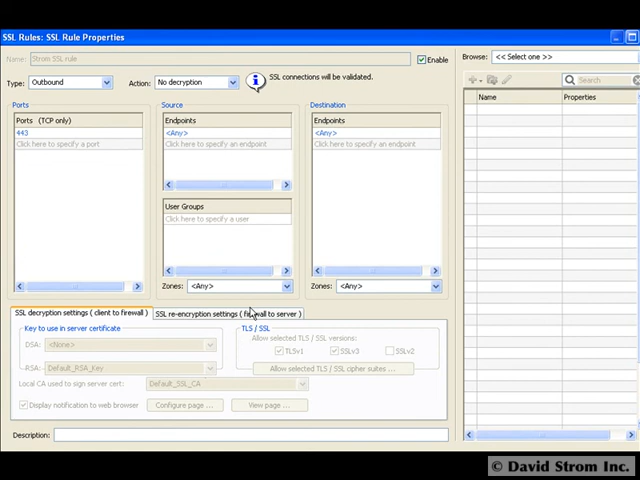 SSL Rules: SSL Rule Properties
Name: Strom SSL rule
Enable
Browse: << Select one >>
Type: Outbound
Action: No decryption
SSL connections will be validated.
Search
Name
Properties
Ports
Ports (TCP only)
443
Click here to specify a port
Source
Endpoints
<Any>
Click here to specify an endpoint
User Groups
Click here to specify a user
Zones: <Any>
Destination
Endpoints
<Any>
Click here to specify an endpoint
Zones: <Any>
SSL decryption settings ( client to firewall )
SSL re-encryption settings ( firewall to server )
Key to use in server certificate
DSA: <None>
RSA: Default_RSA_Key
TLS / SSL
Allow selected TLS / SSL versions:
TLSv1
SSLv3
SSLv2
Allow selected TLS / SSL cipher suites ...
Local CA used to sign server cert: Default_SSL_CA
Display notification to web browser
Configure page ...
View page ...
Description:
© David Strom Inc.